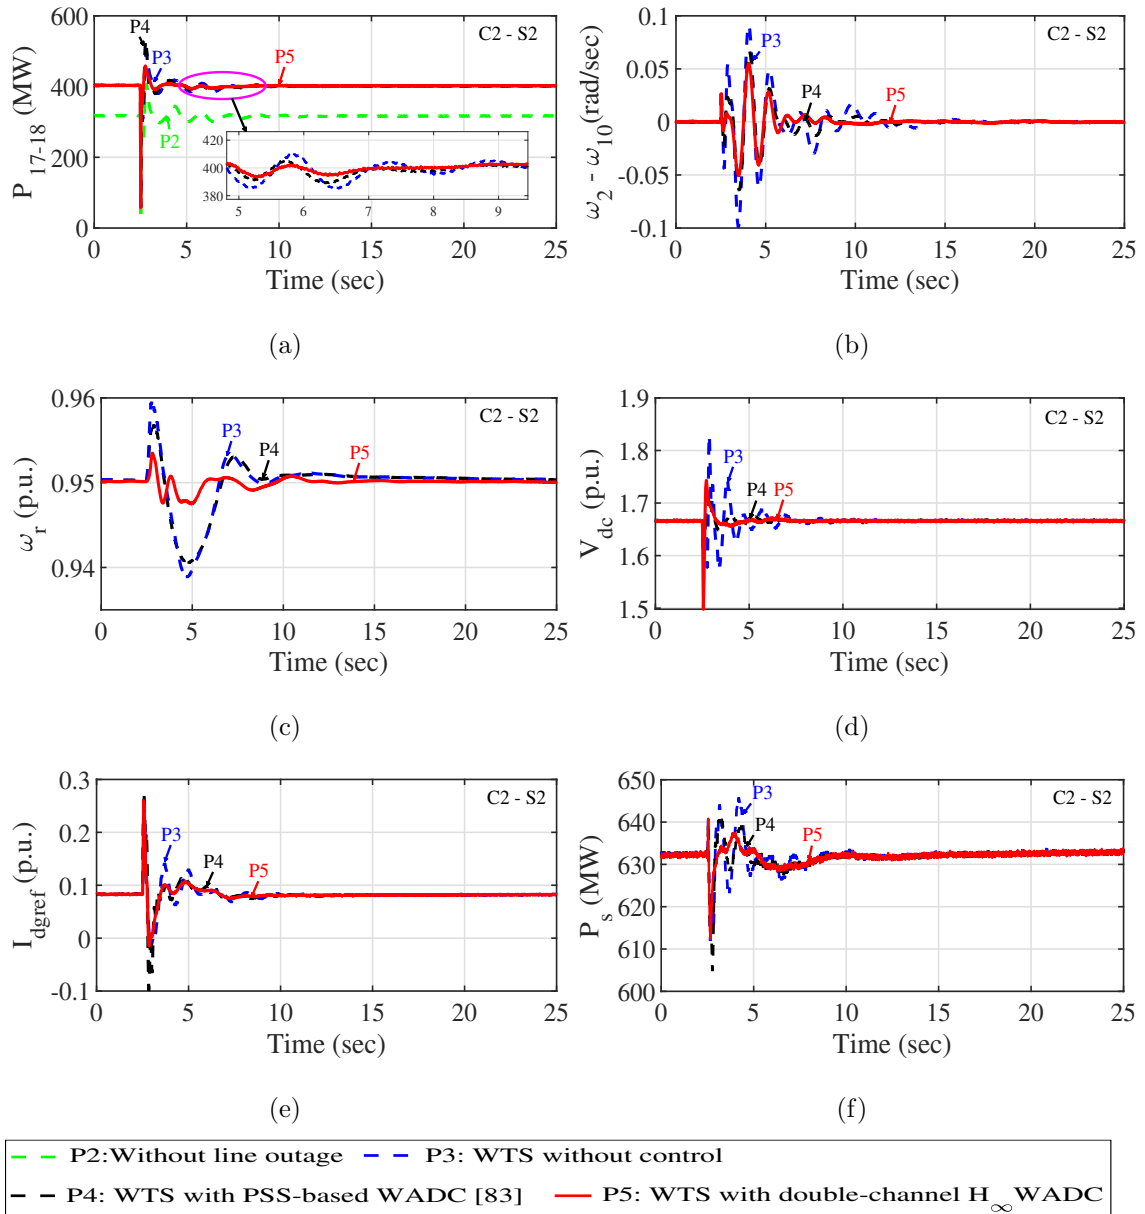 P 17-18 (MW)
600
400
200
0
P4
P3
P2
P5
C2 - S2
420
400
380
5 6 7 8 9
0 5 10 15 20 25
Time (sec)
(a)
ω2 - ω10(rad/sec)
0.1
0.05
0
-0.05
-0.1
P3
P4
P5
C2 - S2
0 5 10 15 20 25
Time (sec)
(b)
ωr (p.u.)
0.96
0.95
0.94
P3
P4
P5
C2 - S2
0 5 10 15 20 25
Time (sec)
(c)
Vdc (p.u.)
1.9
1.8
1.7
1.6
1.5
P3
P4
P5
C2 - S2
0 5 10 15 20 25
Time (sec)
(d)
Idgref (p.u.)
0.3
0.2
0.1
0
-0.1
P3
P4
P5
C2 - S2
0 5 10 15 20 25
Time (sec)
(e)
Ps (MW)
650
640
630
620
610
600
P3
P4
P5
C2 - S2
0 5 10 15 20 25
Time (sec)
(f)
P2:Without line outage P3: WTS without control
P4: WTS with PSS-based WADC [83] P5: WTS with double-channel H∞WADC